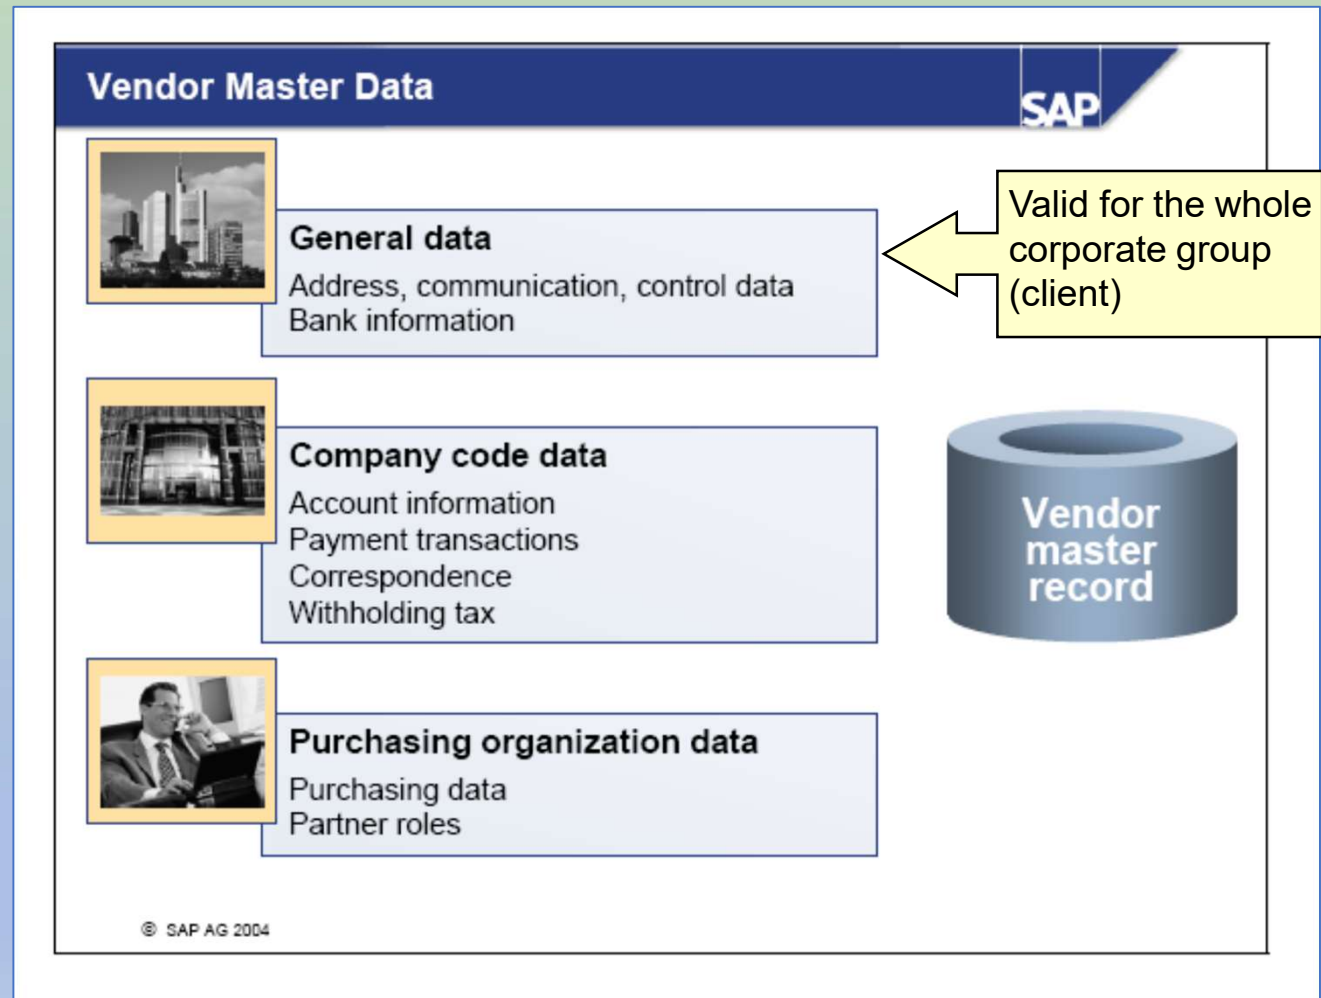 Vendor Master Data
SAP
General data
Address, communication, control data
Bank information
Valid for the whole
corporate group
(client)
Company code data
Account information
Payment transactions
Correspondence
Withholding tax
Vendor
master
record
Purchasing organization data
Purchasing data
Partner roles
© SAP AG 2004